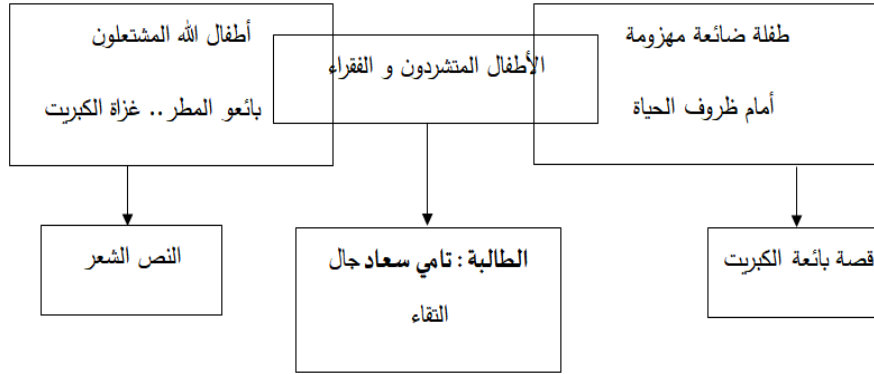 طفلة ضائعة مهزومة
أمام ظروف الحياة
الأطفال المتشردون و الفقراء
أطفال الله المشتعلون
بائعو المطر .. غزاة الكبريت
قصة بائعة الكبريت
الطالبة : تامي سعاد جال
التقاء
النص الشعر